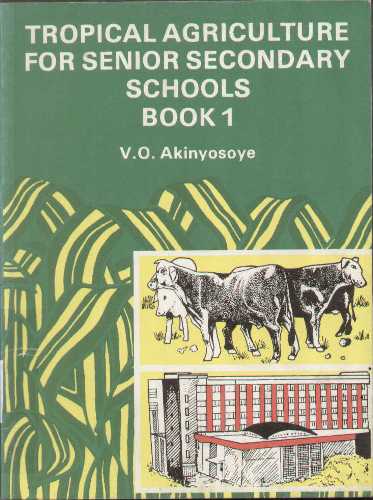 TROPICAL AGRICULTURE
FOR SENIOR SECONDARY
SCHOOLS
BOOK 1
V.O. Akinyosoye